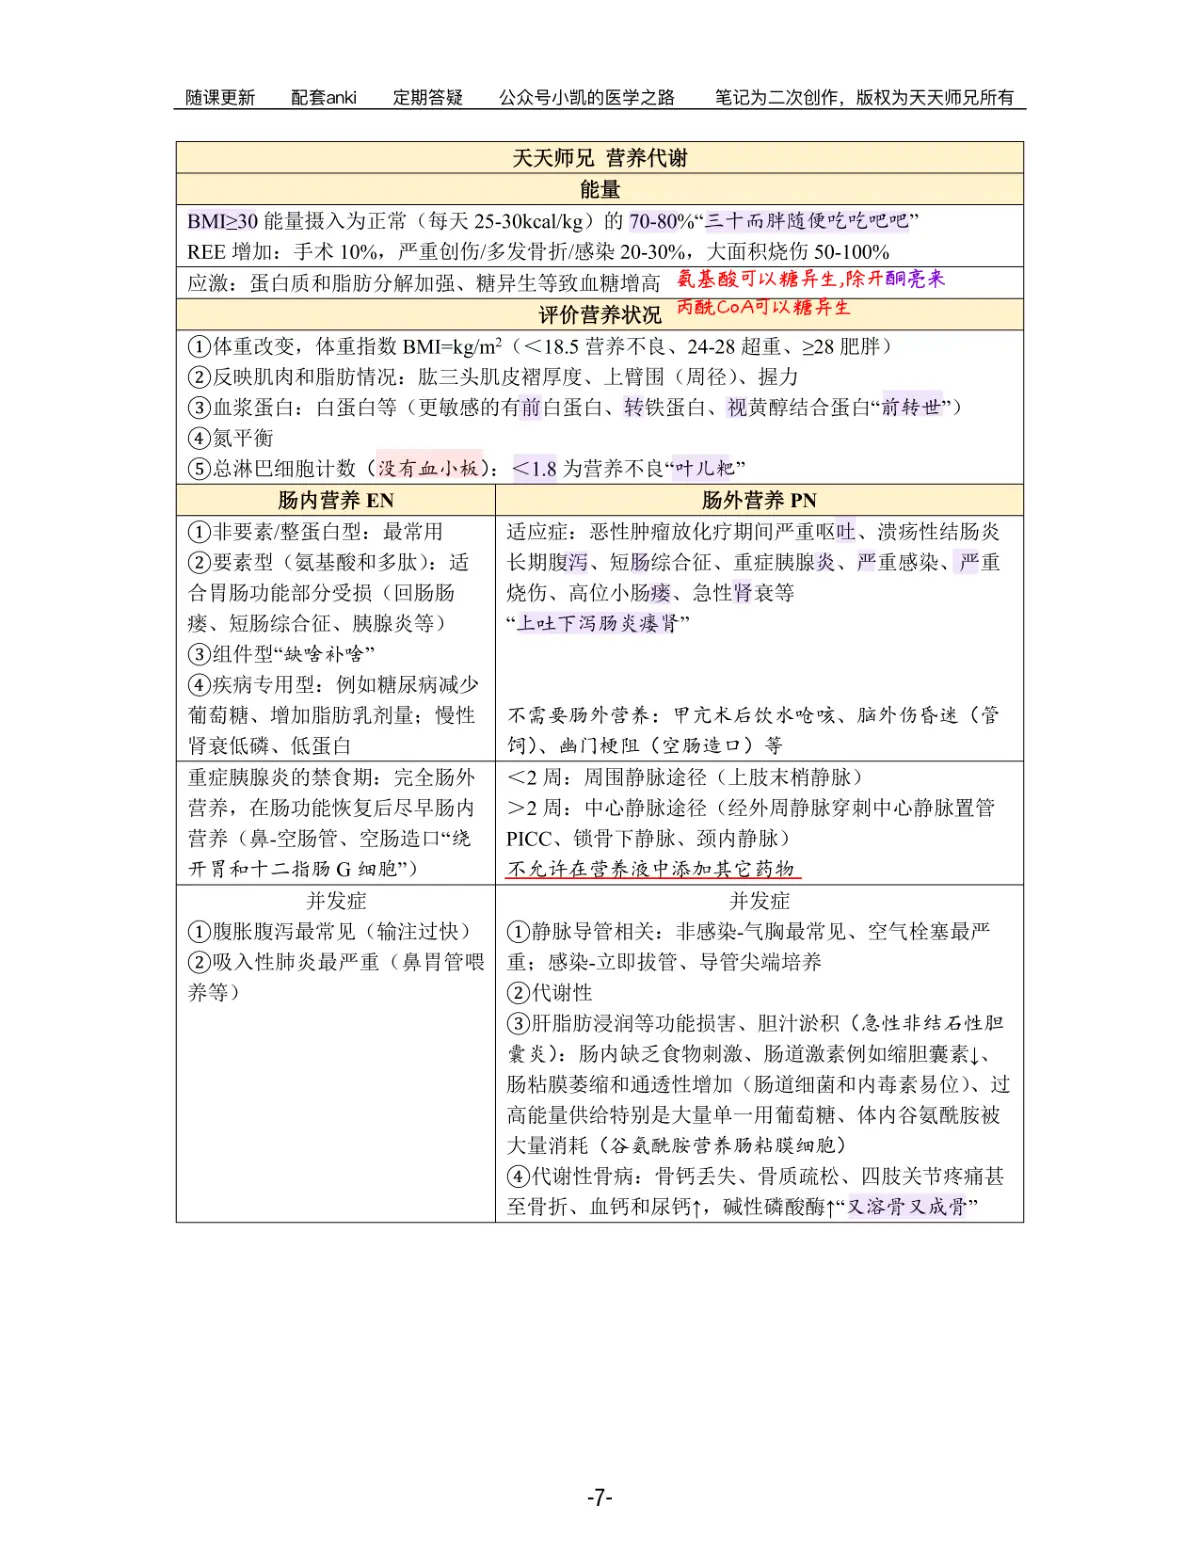 随课更新 配套anki 定期答疑 公众号小凯的医学之路 笔记为二次创作，版权为天天师兄所有
天天师兄 营养代谢
能量
BMI≥30 能量摄入为正常（每天 25-30kcal/kg）的 70-80%“三十而胖随便吃吃吧吧”
REE 增加：手术 10%，严重创伤/多发骨折/感染 20-30%，大面积烧伤 50-100%
应激：蛋白质和脂肪分解加强、糖异生等致血糖增高 氨基酸可以糖异生,除开酮亮来
丙酰CoA可以糖异生
评价营养状况
①体重改变，体重指数 BMI=kg/m²（＜18.5 营养不良、24-28 超重、≥28 肥胖）
②反映肌肉和脂肪情况：肱三头肌皮褶厚度、上臂围（周径）、握力
③血浆蛋白：白蛋白等（更敏感的有前白蛋白、转铁蛋白、视黄醇结合蛋白“前转世”）
④氮平衡
⑤总淋巴细胞计数（没有血小板）：＜1.8 为营养不良“叶儿粑”
肠内营养 EN
①非要素/整蛋白型：最常用
②要素型（氨基酸和多肽）：适
合胃肠功能部分受损（回肠肠
瘘、短肠综合征、胰腺炎等）
③组件型“缺啥补啥”
④疾病专用型：例如糖尿病减少
葡萄糖、增加脂肪乳剂量；慢性
肾衰低磷、低蛋白
肠外营养 PN
适应症：恶性肿瘤放化疗期间严重呕吐、溃疡性结肠炎
长期腹泻、短肠综合征、重症胰腺炎、严重感染、严重
烧伤、高位小肠瘘、急性肾衰等
“上吐下泻肠炎瘘肾”
不需要肠外营养：甲亢术后饮水呛咳、脑外伤昏迷（管
饲）、幽门梗阻（空肠造口）等
重症胰腺炎的禁食期：完全肠外
营养，在肠功能恢复后尽早肠内
营养（鼻-空肠管、空肠造口“绕
开胃和十二指肠 G 细胞”）
＜2 周：周围静脉途径（上肢末梢静脉）
＞2 周：中心静脉途径（经外周静脉穿刺中心静脉置管
PICC、锁骨下静脉、颈内静脉）
不允许在营养液中添加其它药物
并发症
①腹胀腹泻最常见（输注过快）
②吸入性肺炎最严重（鼻胃管喂
养等）
并发症
①静脉导管相关：非感染-气胸最常见、空气栓塞最严
重；感染-立即拔管、导管尖端培养
②代谢性
③肝脂肪浸润等功能损害、胆汁淤积（急性非结石性胆
囊炎）：肠内缺乏食物刺激、肠道激素例如缩胆囊素↓、
肠粘膜萎缩和通透性增加（肠道细菌和内毒素易位）、过
高能量供给特别是大量单一用葡萄糖、体内谷氨酰胺被
大量消耗（谷氨酰胺营养肠粘膜细胞）
④代谢性骨病：骨钙丢失、骨质疏松、四肢关节疼痛甚
至骨折、血钙和尿钙↑，碱性磷酸酶↑“又溶骨又成骨”
-7-